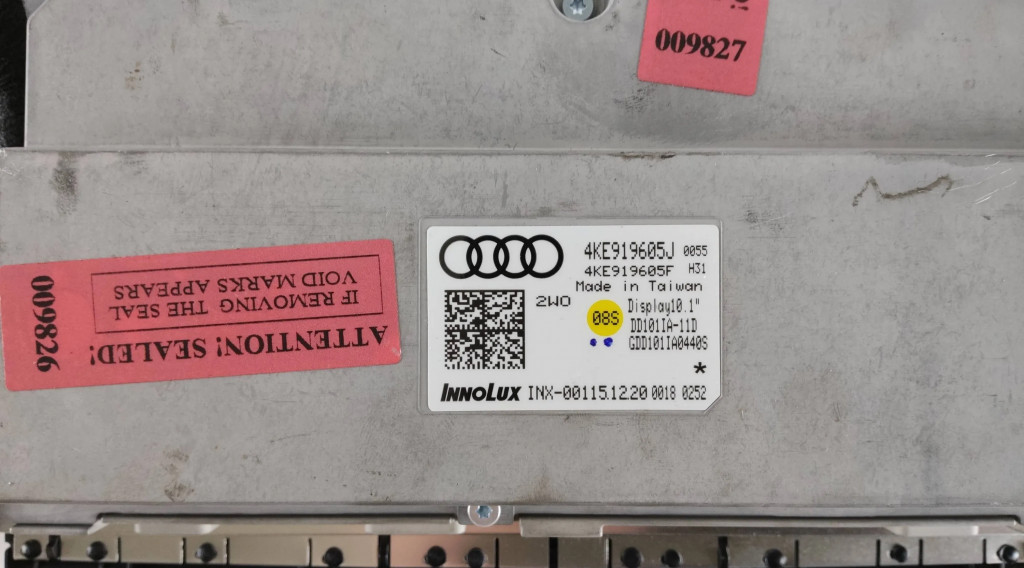 009827
4KE919605J 0055
4KE919605F H31
Made in Taiwan
2WO
08S
Display10.1"
DD101IA-11D
GDD101IA0440S
*
INNOLUX INX-00115.12.20 0018 0252
ATTENTION! SEALED!
IF REMOVING THE SEAL
VOID MARKS APPEARS
009826